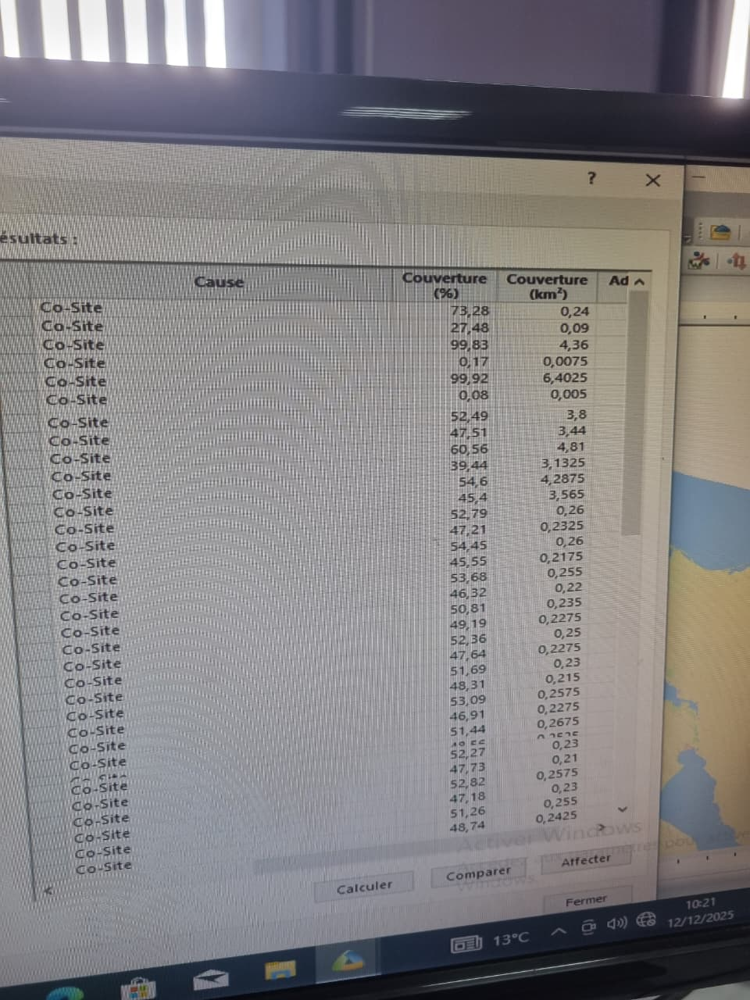 ? ×
ésultats :
Cause Couverture (%) Couverture (km²) Ad
Co-Site 73,28 0,24
Co-Site 27,48 0,09
Co-Site 99,83 4,36
Co-Site 0,17 0,0075
Co-Site 99,92 6,4025
Co-Site 0,08 0,005
Co-Site 52,49 3,8
Co-Site 47,51 3,44
Co-Site 60,56 4,81
Co-Site 39,44 3,1325
Co-Site 54,6 4,2875
Co-Site 45,4 3,565
Co-Site 52,79 0,26
Co-Site 47,21 0,2325
Co-Site 54,45 0,26
Co-Site 45,55 0,2175
Co-Site 53,68 0,255
Co-Site 46,32 0,22
Co-Site 50,81 0,235
Co-Site 49,19 0,2275
Co-Site 52,36 0,25
Co-Site 47,64 0,2275
Co-Site 51,69 0,23
Co-Site 48,31 0,215
Co-Site 53,09 0,2575
Co-Site 46,91 0,2275
Co-Site 51,44 0,2675
Co-Site 52,27 0,23
Co-Site 47,73 0,21
Co-Site 52,82 0,2575
Co-Site 47,18 0,23
Co-Site 51,26 0,255
Co-Site 48,74 0,2425
Activer Windows
Windows.
Calculer Comparer Affecter
Fermer
13°C 10:21
12/12/2025